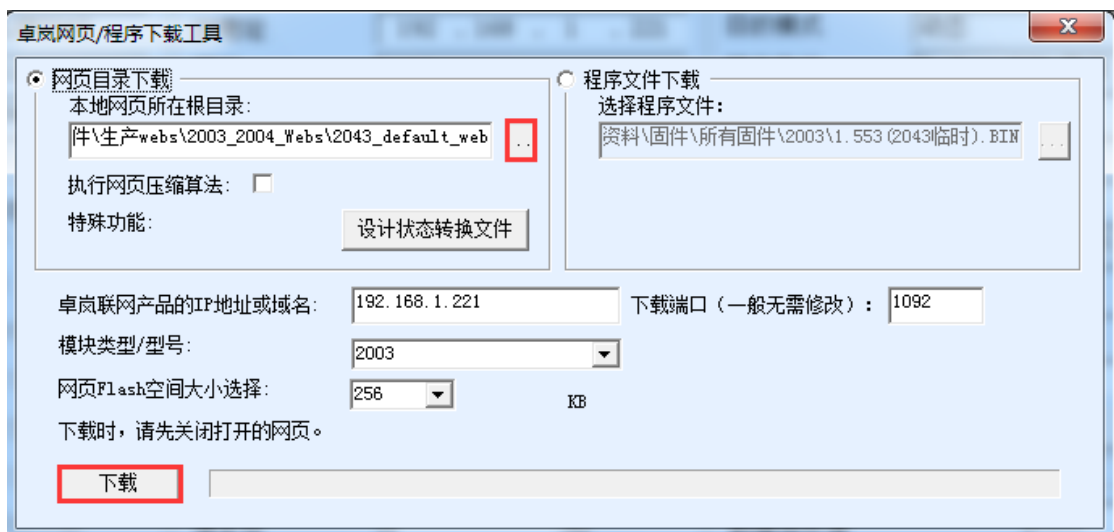 卓岚网页/程序下载工具
网页目录下载
本地网页所在根目录:
件\生产webs\2003_2004_Webs\2043_default_web
..
执行网页压缩算法:
特殊功能:
设计状态转换文件
程序文件下载
选择程序文件:
资料\固件\所有固件\2003\1.553(2043临时).BIN
...
卓岚联网产品的IP地址或域名:
192.168.1.221
下载端口（一般无需修改）:
1092
模块类型/型号:
2003
网页Flash空间大小选择:
256
KB
下载时，请先关闭打开的网页。
下载